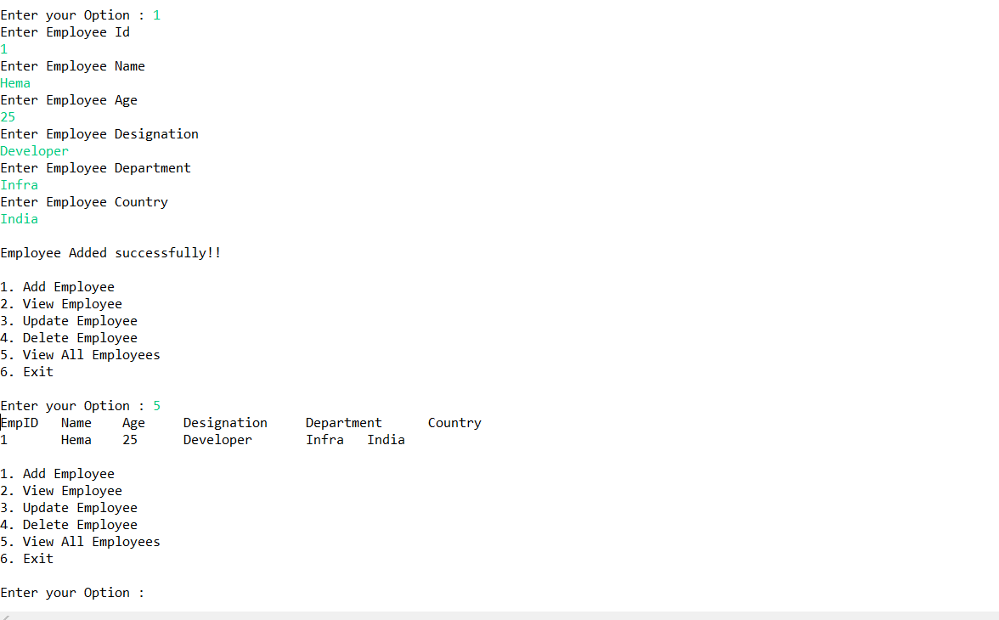 Enter your Option : 1
Enter Employee Id
1
Enter Employee Name
Hema
Enter Employee Age
25
Enter Employee Designation
Developer
Enter Employee Department
Infra
Enter Employee Country
India
Employee Added successfully!!
1. Add Employee
2. View Employee
3. Update Employee
4. Delete Employee
5. View All Employees
6. Exit
Enter your Option : 5
EmpID Name Age Designation Department Country
1 Hema 25 Developer Infra India
1. Add Employee
2. View Employee
3. Update Employee
4. Delete Employee
5. View All Employees
6. Exit
Enter your Option :